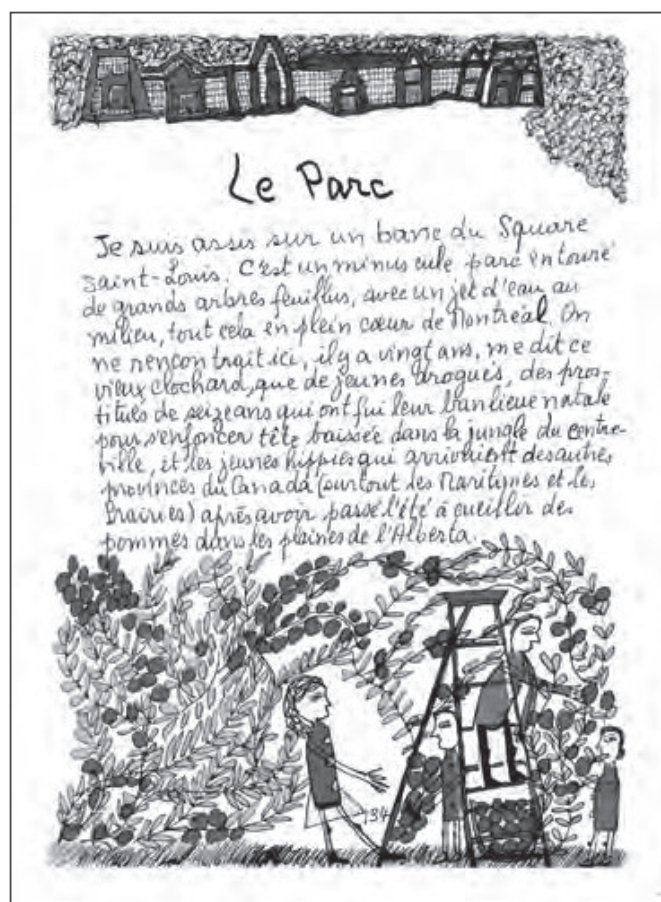 Le Parc
Je suis assis sur un banc du Square
Saint-Louis. C'est un minuscule parc entouré
de grands arbres feuillus, avec un jet d'eau au
milieu, tout cela en plein cœur de Montréal. On
ne rencontrait ici, il y a vingt ans, me dit ce
vieux clochard, que de jeunes drogués, des pros-
titués de seize ans qui ont fui leur banlieue natale
pour s'enfoncer tête baissée dans la jungle du centre-
ville, et les jeunes hippies qui arrivaient des autres
provinces du Canada (surtout des Maritimes et les
Prairies) après avoir passé l'été à cueillir des
pommes dans les plaines de l'Alberta.
134